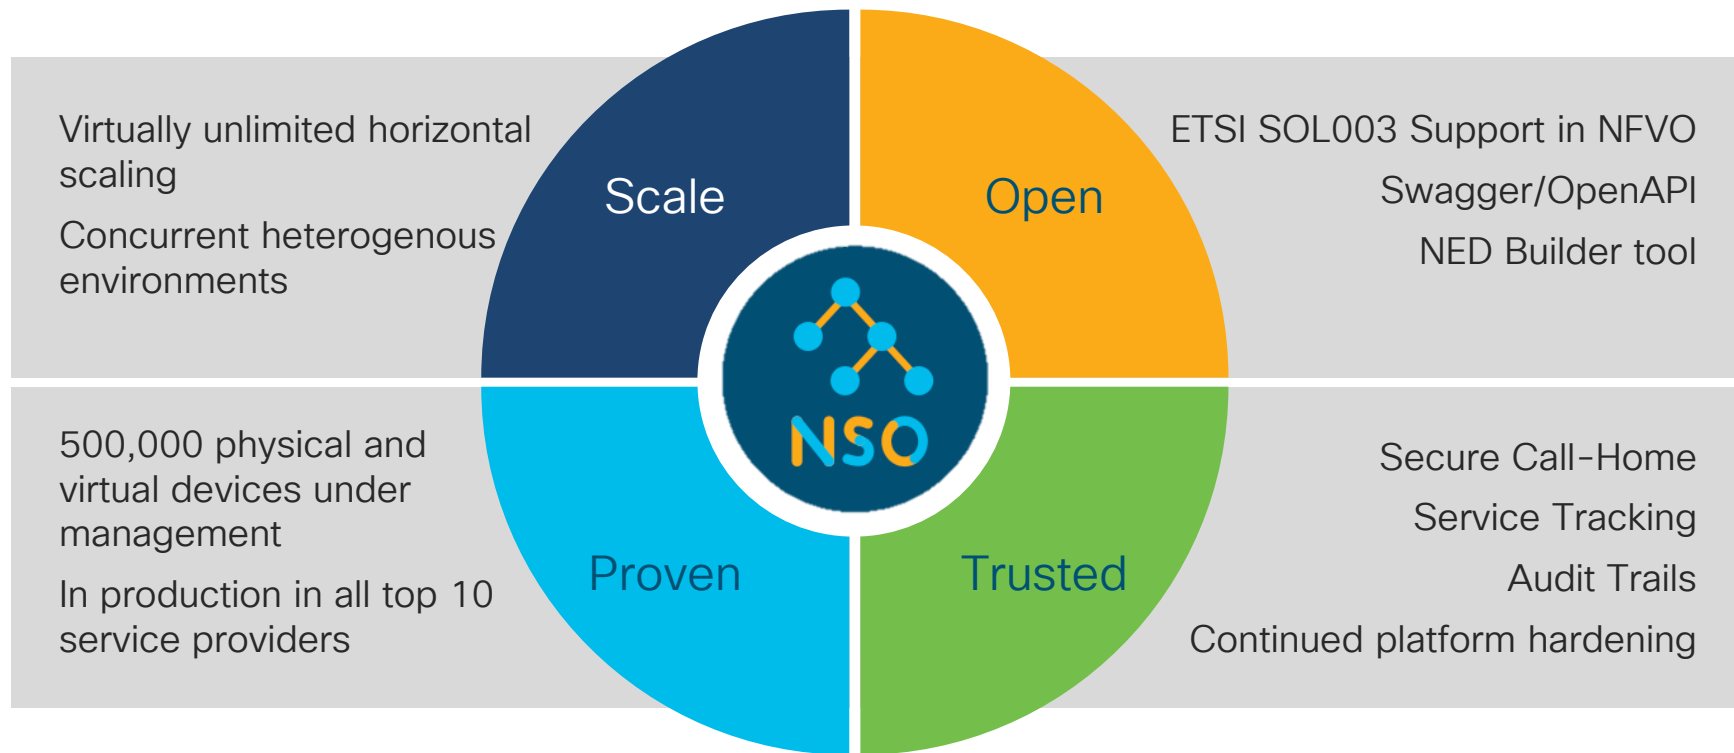 Virtually unlimited horizontal
scaling
Concurrent heterogenous
environments
Scale
Open
ETSI SOL003 Support in NFVO
Swagger/OpenAPI
NED Builder tool
NSO
500,000 physical and
virtual devices under
management
In production in all top 10
service providers
Proven
Trusted
Secure Call-Home
Service Tracking
Audit Trails
Continued platform hardening